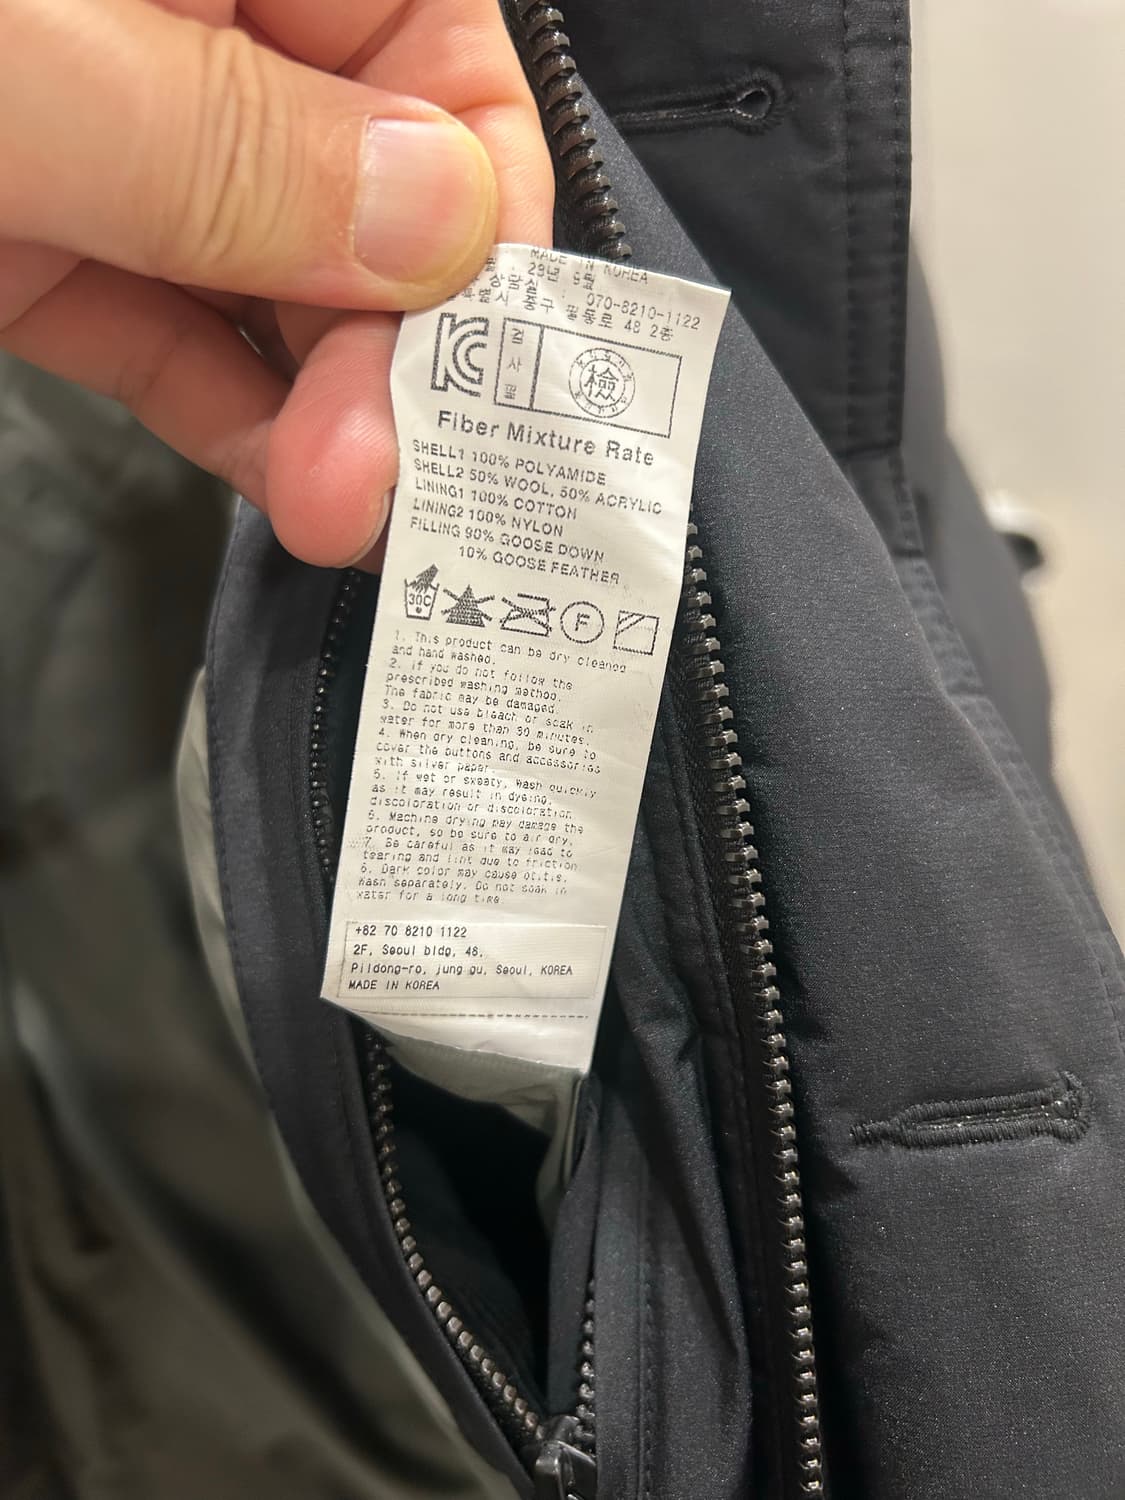 MADE IN KOREA
23년 9월
상담실 : 070-8210-1122
중구 필동로 48 2층
KC
검사필
檢
Fiber Mixture Rate
SHELL1 100% POLYAMIDE
SHELL2 50% WOOL, 50% ACRYLIC
LINING1 100% COTTON
LINING2 100% NYLON
FILLING 90% GOOSE DOWN
10% GOOSE FEATHER
30C
F
1. This product can be dry cleaned
and hand washed.
2. If you do not follow the
prescribed washing method,
The fabric may be damaged.
3. Do not use bleach or soak in
water for more than 30 minutes.
4. When dry cleaning, be sure to
cover the buttons and accessories
with silver paper.
5. If wet or sweaty, Wash quickly
as it may result in dyeing,
discoloration or discoloration
6. Machine drying may damage the
product, so be sure to air dry.
7. Be careful as it may lead to
tearing and lint due to friction
Dark color may cause
Wash separately. Do not soak in
water for a long time.
+82 70 8210 1122
2F, Seoul bldg, 48,
Pildong-ro, jung gu, Seoul, KOREA
MADE IN KOREA